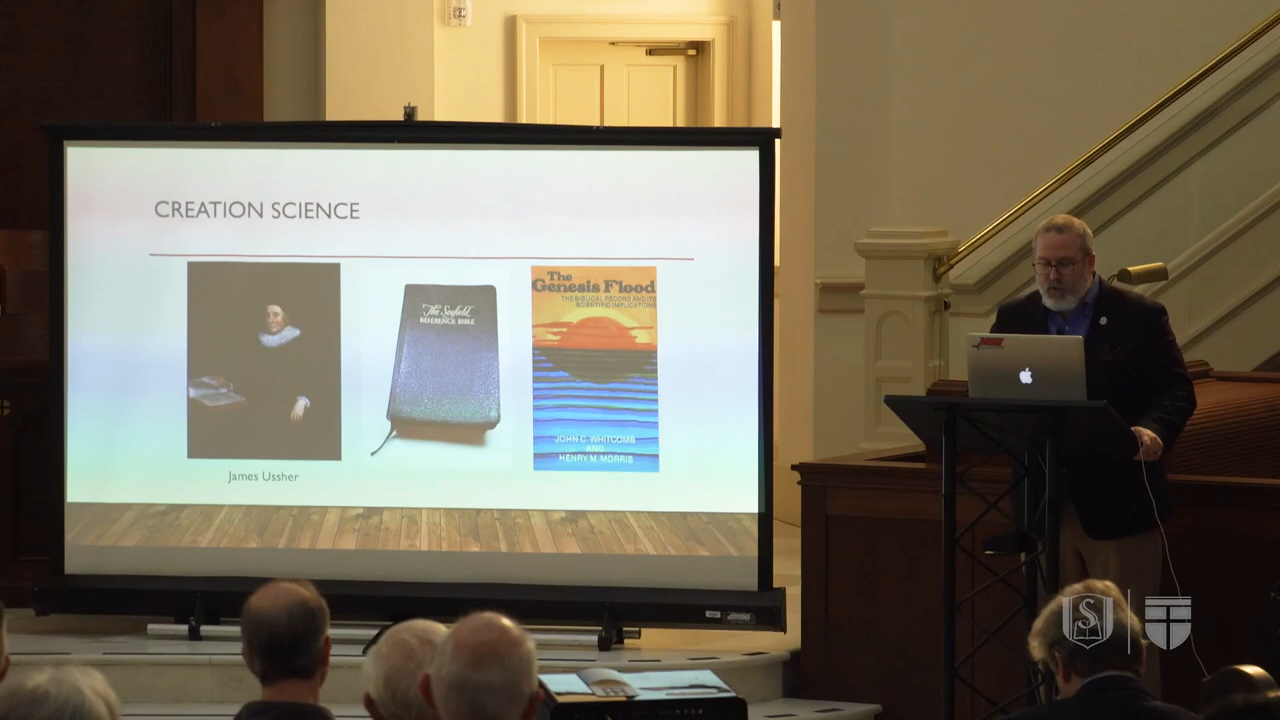 CREATION SCIENCE
The Scofield
REFERENCE BIBLE
The
Genesis Flood
THE BIBLICAL RECORD AND ITS
SCIENTIFIC IMPLICATIONS
JOHN C. WHITCOMB
AND
HENRY M. MORRIS
James Ussher
S